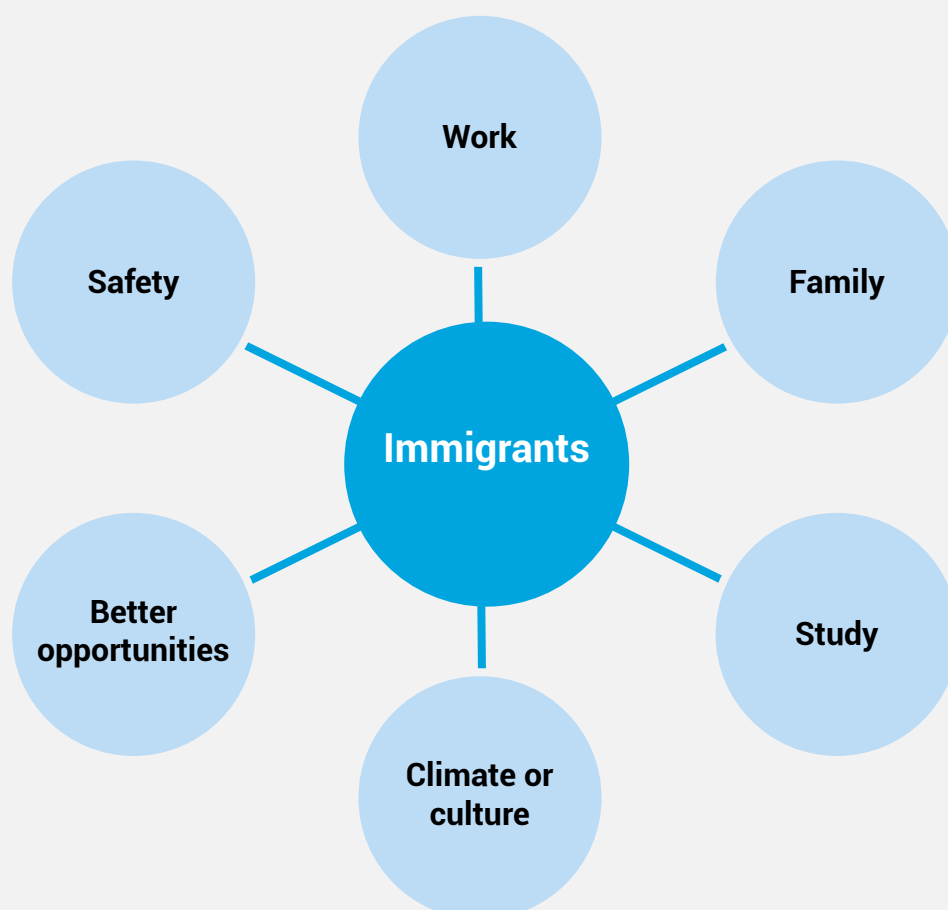 Work
Safety
Family
Immigrants
Better
opportunities
Study
Climate or
culture